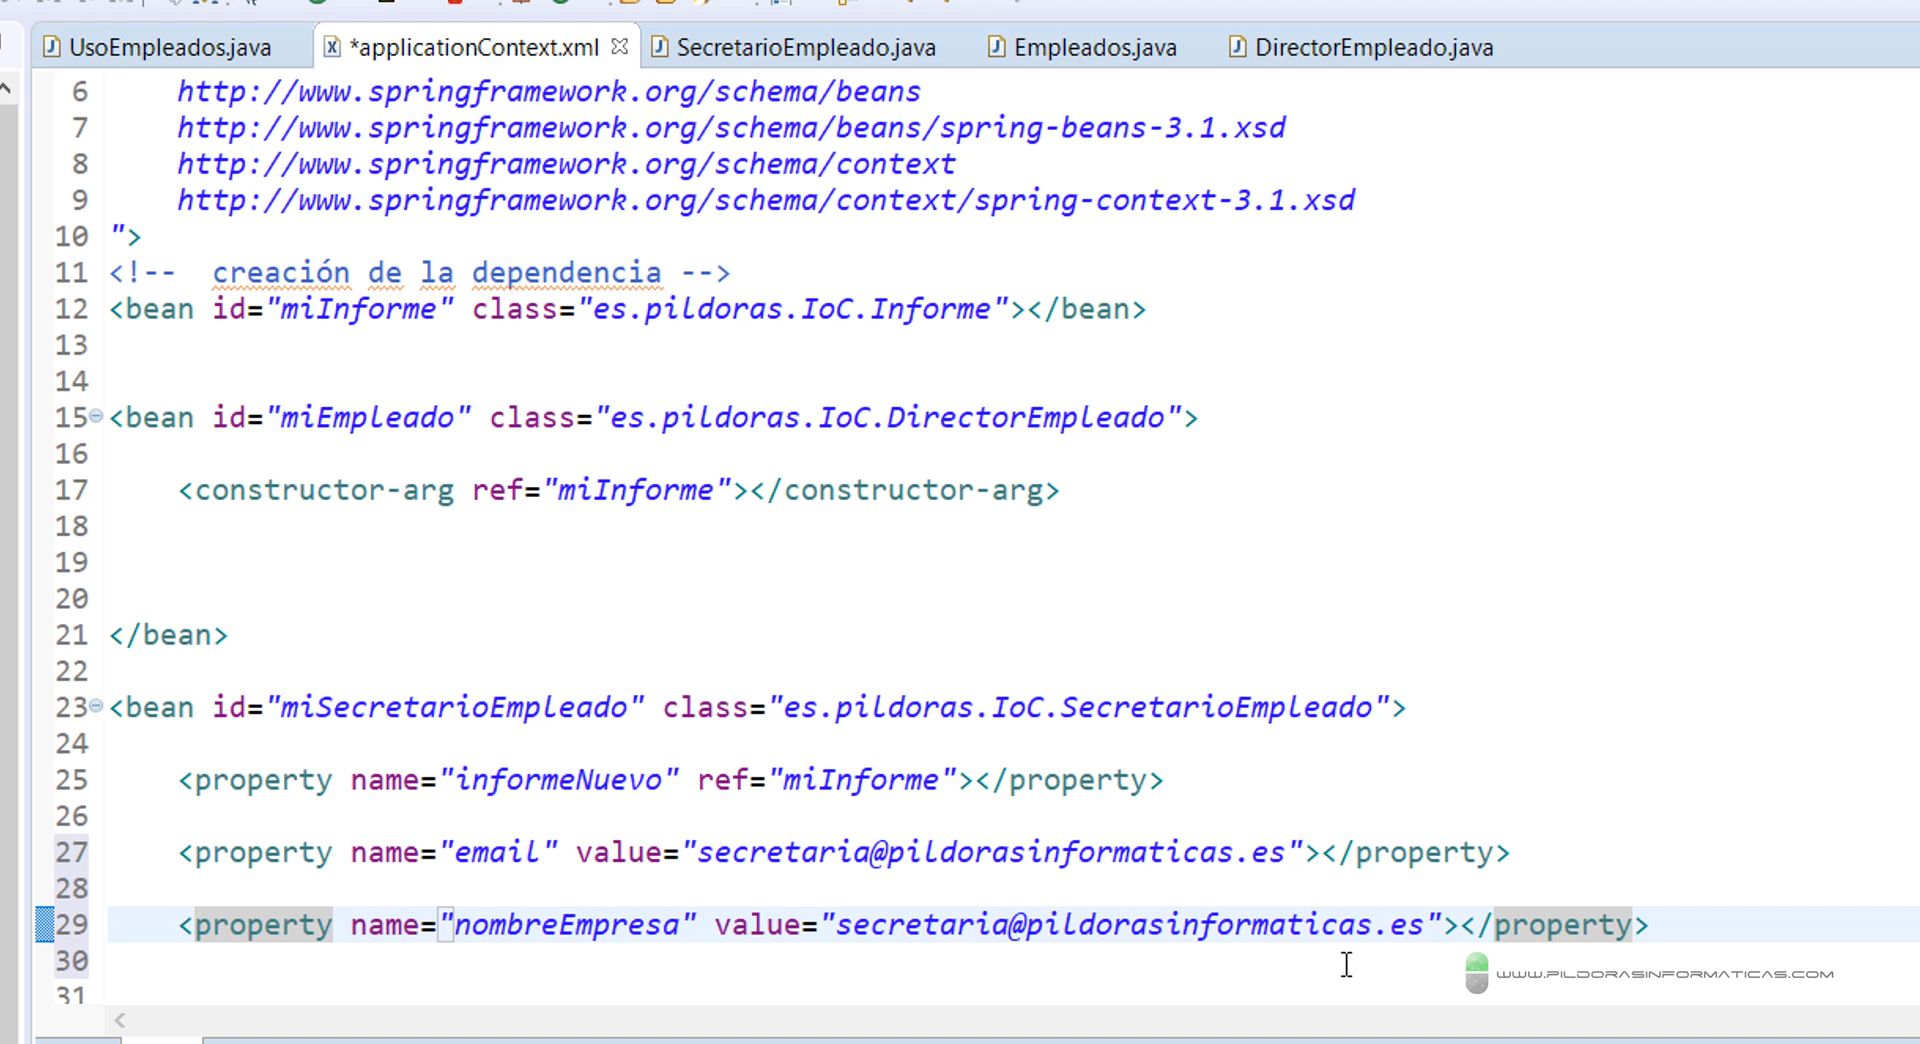 UsoEmpleados.java *applicationContext.xml SecretarioEmpleado.java Empleados.java DirectorEmpleado.java
6 http://www.springframework.org/schema/beans
7 http://www.springframework.org/schema/beans/spring-beans-3.1.xsd
8 http://www.springframework.org/schema/context
9 http://www.springframework.org/schema/context/spring-context-3.1.xsd
10 ">
11 <!--  creación de la dependencia -->
12 <bean id="miInforme" class="es.pildoras.IoC.Informe"></bean>
13
14
15 <bean id="miEmpleado" class="es.pildoras.IoC.DirectorEmpleado">
16
17 <constructor-arg ref="miInforme"></constructor-arg>
18
19
20
21 </bean>
22
23 <bean id="miSecretarioEmpleado" class="es.pildoras.IoC.SecretarioEmpleado">
24
25 <property name="informeNuevo" ref="miInforme"></property>
26
27 <property name="email" value="secretaria@pildorasinformaticas.es"></property>
28
29 <property name="nombreEmpresa" value="secretaria@pildorasinformaticas.es"></property>
30
WWW.PILDORASINFORMATICAS.COM
31